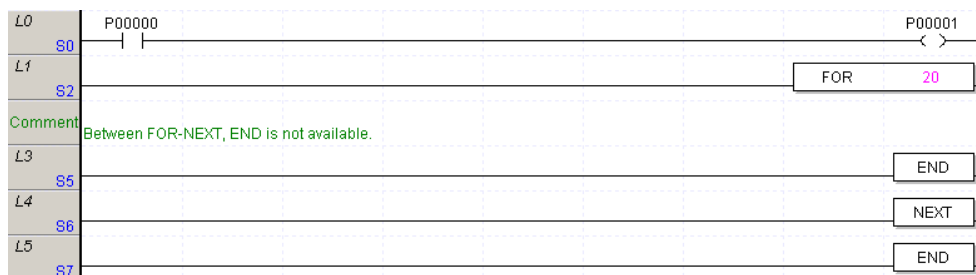 L0 P00000 P00001
S0
L1 FOR 20
S2
Comment Between FOR-NEXT, END is not available.
L3 END
S5
L4 NEXT
S6
L5 END
S7